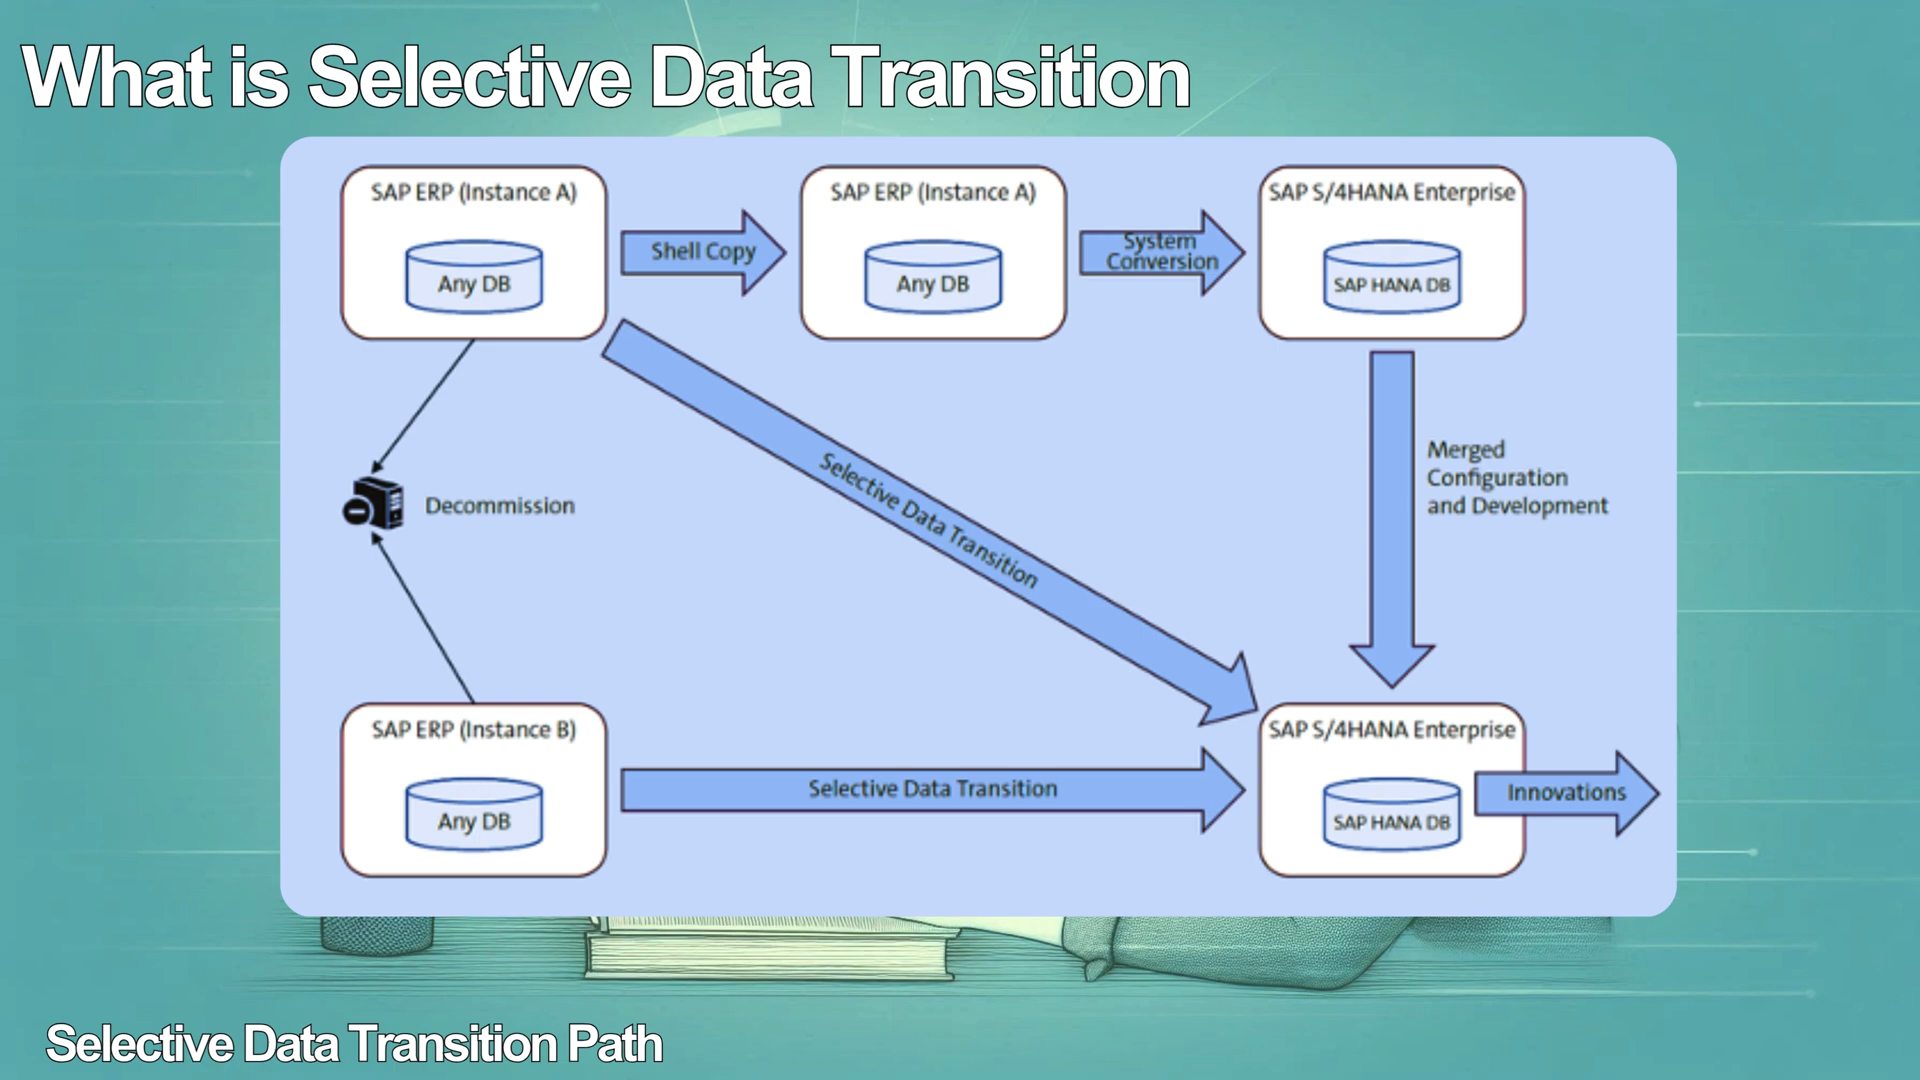 What is Selective Data Transition
SAP ERP (Instance A)
Any DB
Shell Copy
SAP ERP (Instance A)
Any DB
System
Conversion
SAP S/4HANA Enterprise
SAP HANA DB
Selective Data Transition
Merged
Configuration
and Development
Decommission
SAP ERP (Instance B)
Any DB
Selective Data Transition
SAP S/4HANA Enterprise
SAP HANA DB
Innovations
Selective Data Transition Path